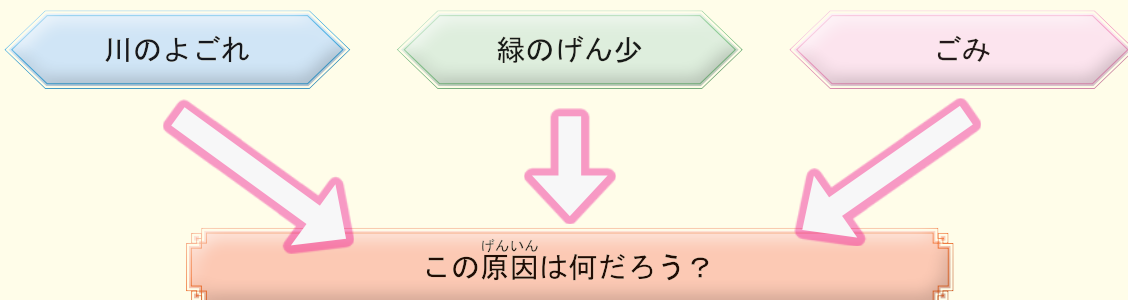 川のよごれ
緑のげん少
ごみ
げんいん
この原因は何だろう？